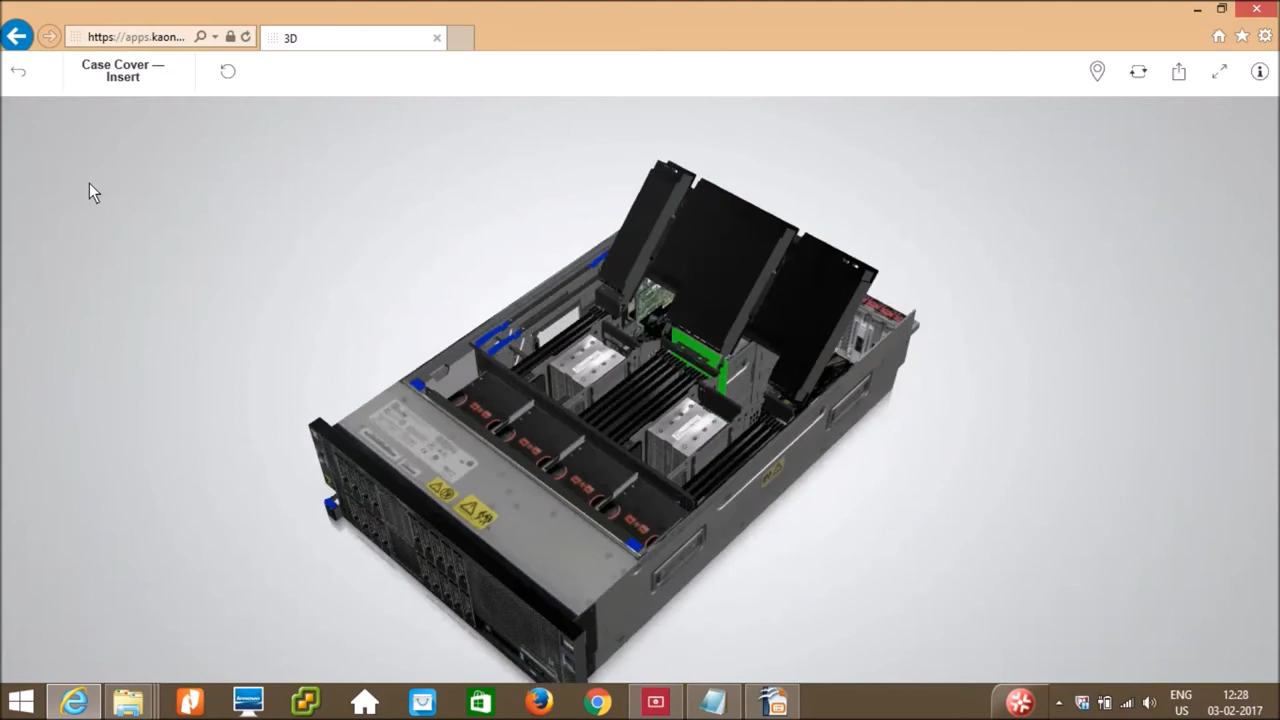 https://apps.kaon...
3D
Case Cover —
Insert
ENG
US
12:28
03-02-2017